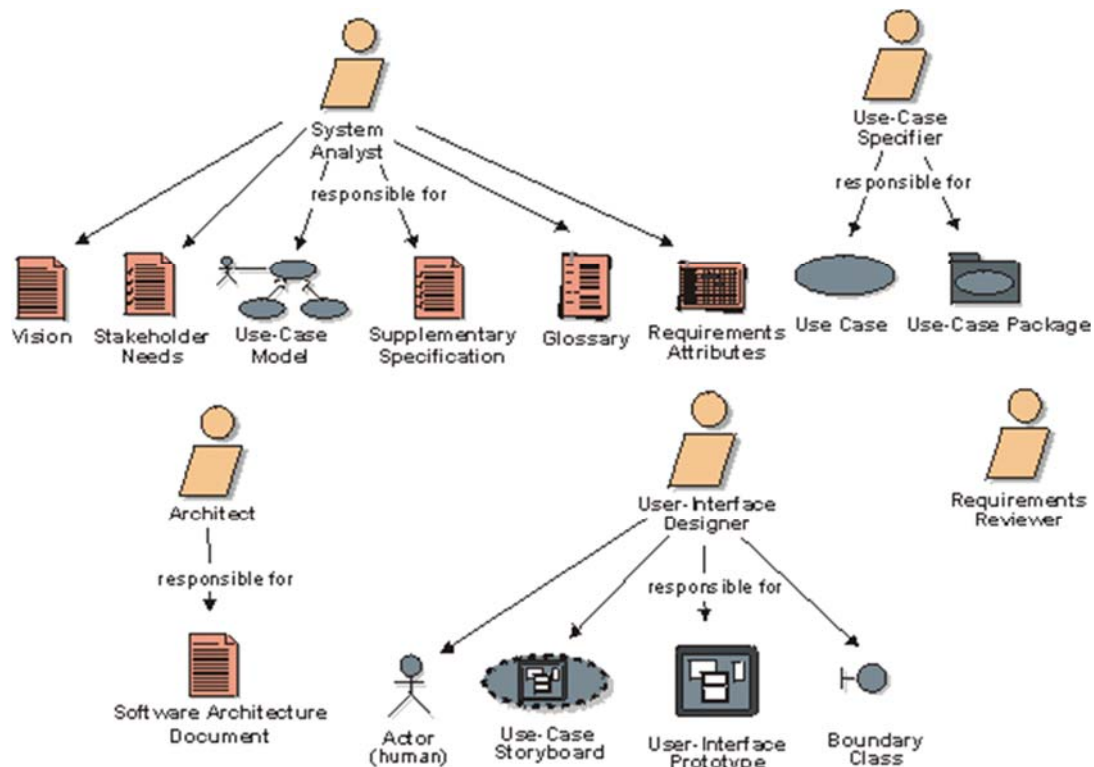 System
Analyst
responsible for
Use-Case
Specifier
responsible for
Vision
Stakeholder
Needs
Use-Case
Model
Supplementary
Specification
Glossary
Requirements
Attributes
Use Case
Use-Case Package
Architect
responsible for
Software Architecture
Document
User-Interface
Designer
responsible for
Requirements
Reviewer
Actor
(human)
Use-Case
Storyboard
User-Interface
Prototype
Boundary
Class